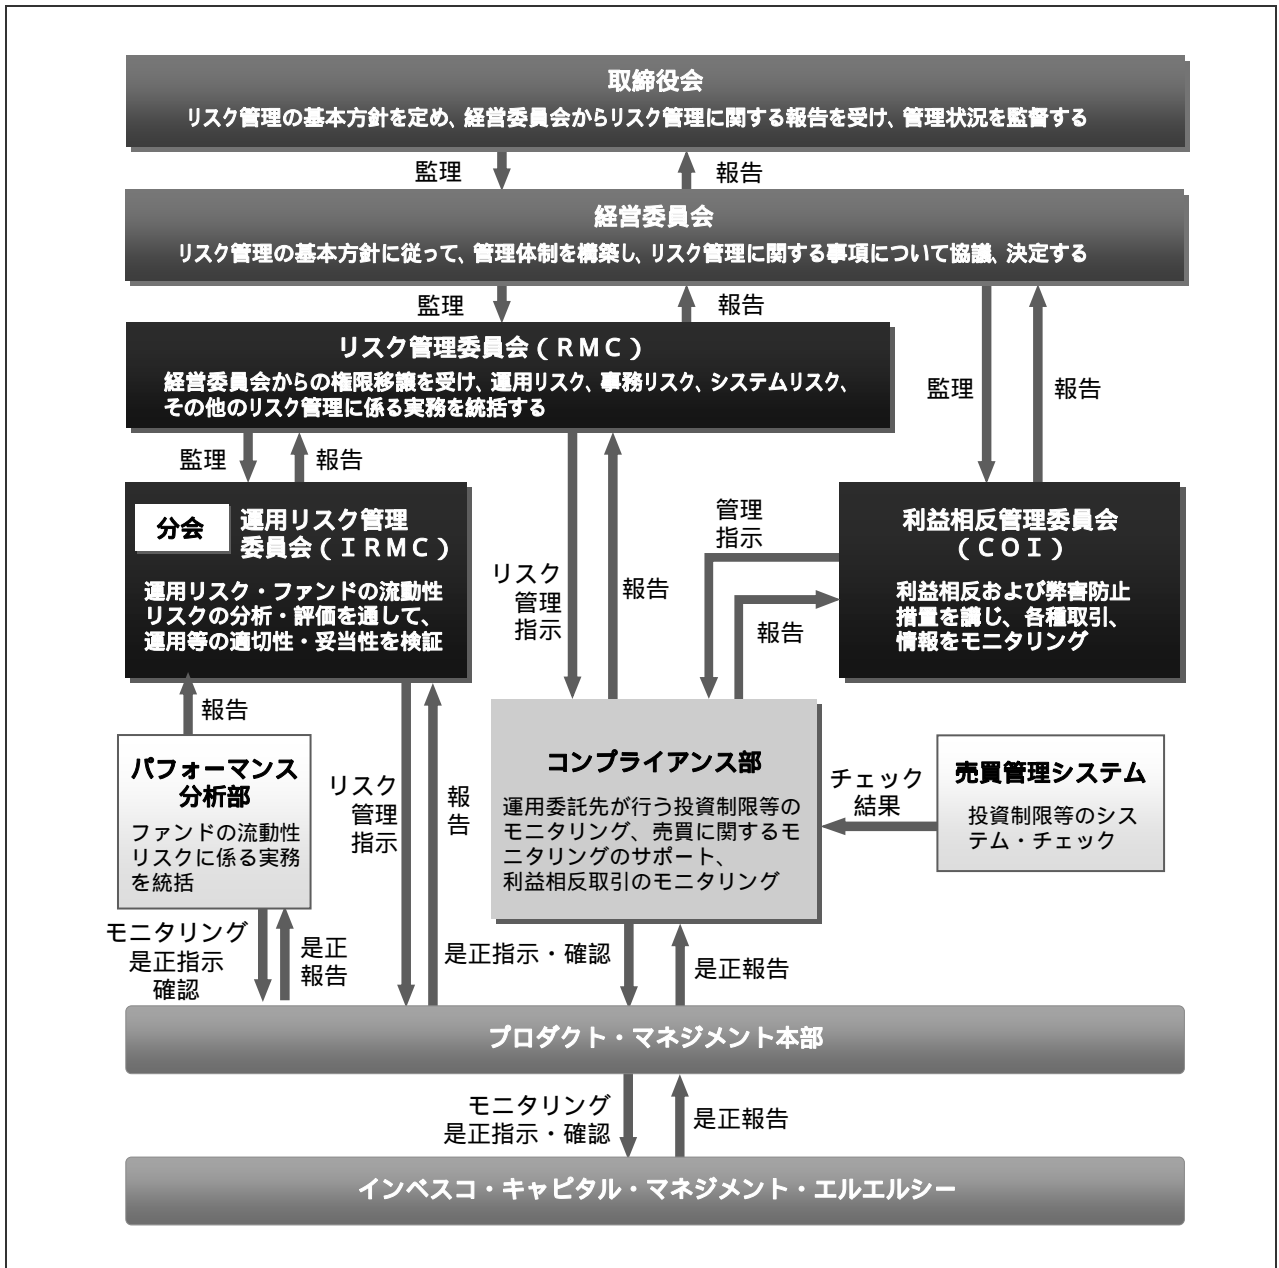 取締役会
リスク管理の基本方針を定め、経営委員会からリスク管理に関する報告を受け、管理状況を監督する
監理
報告
経営委員会
リスク管理の基本方針に従って、管理体制を構築し、リスク管理に関する事項について協議、決定する
監理
報告
監理
報告
リスク管理委員会（ＲＭＣ）
経営委員会からの権限移譲を受け、運用リスク、事務リスク、システムリスク、
その他のリスク管理に係る実務を統括する
監理
報告
リスク
管理
指示
報告
管理
指示
報告
分会
運用リスク管理
委員会（ＩＲＭＣ）
運用リスク・ファンドの流動性
リスクの分析・評価を通して、
運用等の適切性・妥当性を検証
利益相反管理委員会
（ＣＯＩ）
利益相反および弊害防止
措置を講じ、各種取引、
情報をモニタリング
報告
パフォーマンス
分析部
ファンドの流動性
リスクに係る実務
を統括
リスク
管理
指示
報
告
コンプライアンス部
運用委託先が行う投資制限等の
モニタリング、売買に関するモ
ニタリングのサポート、
利益相反取引のモニタリング
チェック
結果
売買管理システム
投資制限等のシス
テム・チェック
モニタリング
是正指示
確認
是正
報告
是正指示・確認
是正報告
プロダクト・マネジメント本部
モニタリング
是正指示・確認
是正報告
インベスコ・キャピタル・マネジメント・エルエルシー